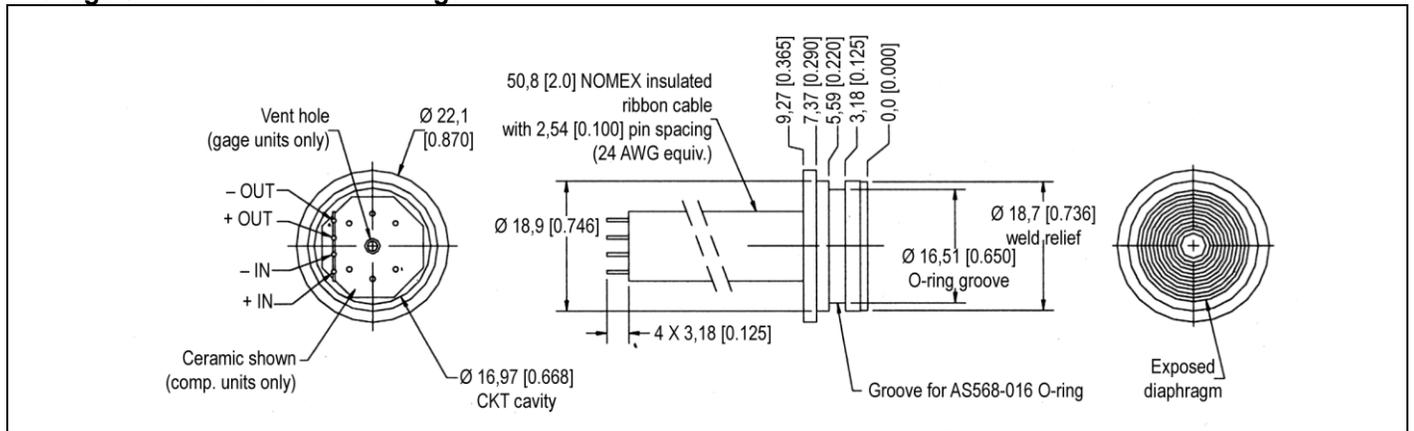 Vent hole
(gage units only)
Ø 22,1
[0.870]
– OUT
+ OUT
– IN
+ IN
Ceramic shown
(comp. units only)
Ø 16,97 [0.668]
CKT cavity
50,8 [2.0] NOMEX insulated
ribbon cable
with 2,54 [0.100] pin spacing
(24 AWG equiv.)
9,27 [0.365]
7,37 [0.290]
5,59 [0.220]
3,18 [0.125]
0,0 [0.000]
Ø 18,9 [0.746]
4 X 3,18 [0.125]
Ø 18,7 [0.736]
weld relief
Ø 16,51 [0.650]
O-ring groove
Groove for AS568-016 O-ring
Exposed
diaphragm